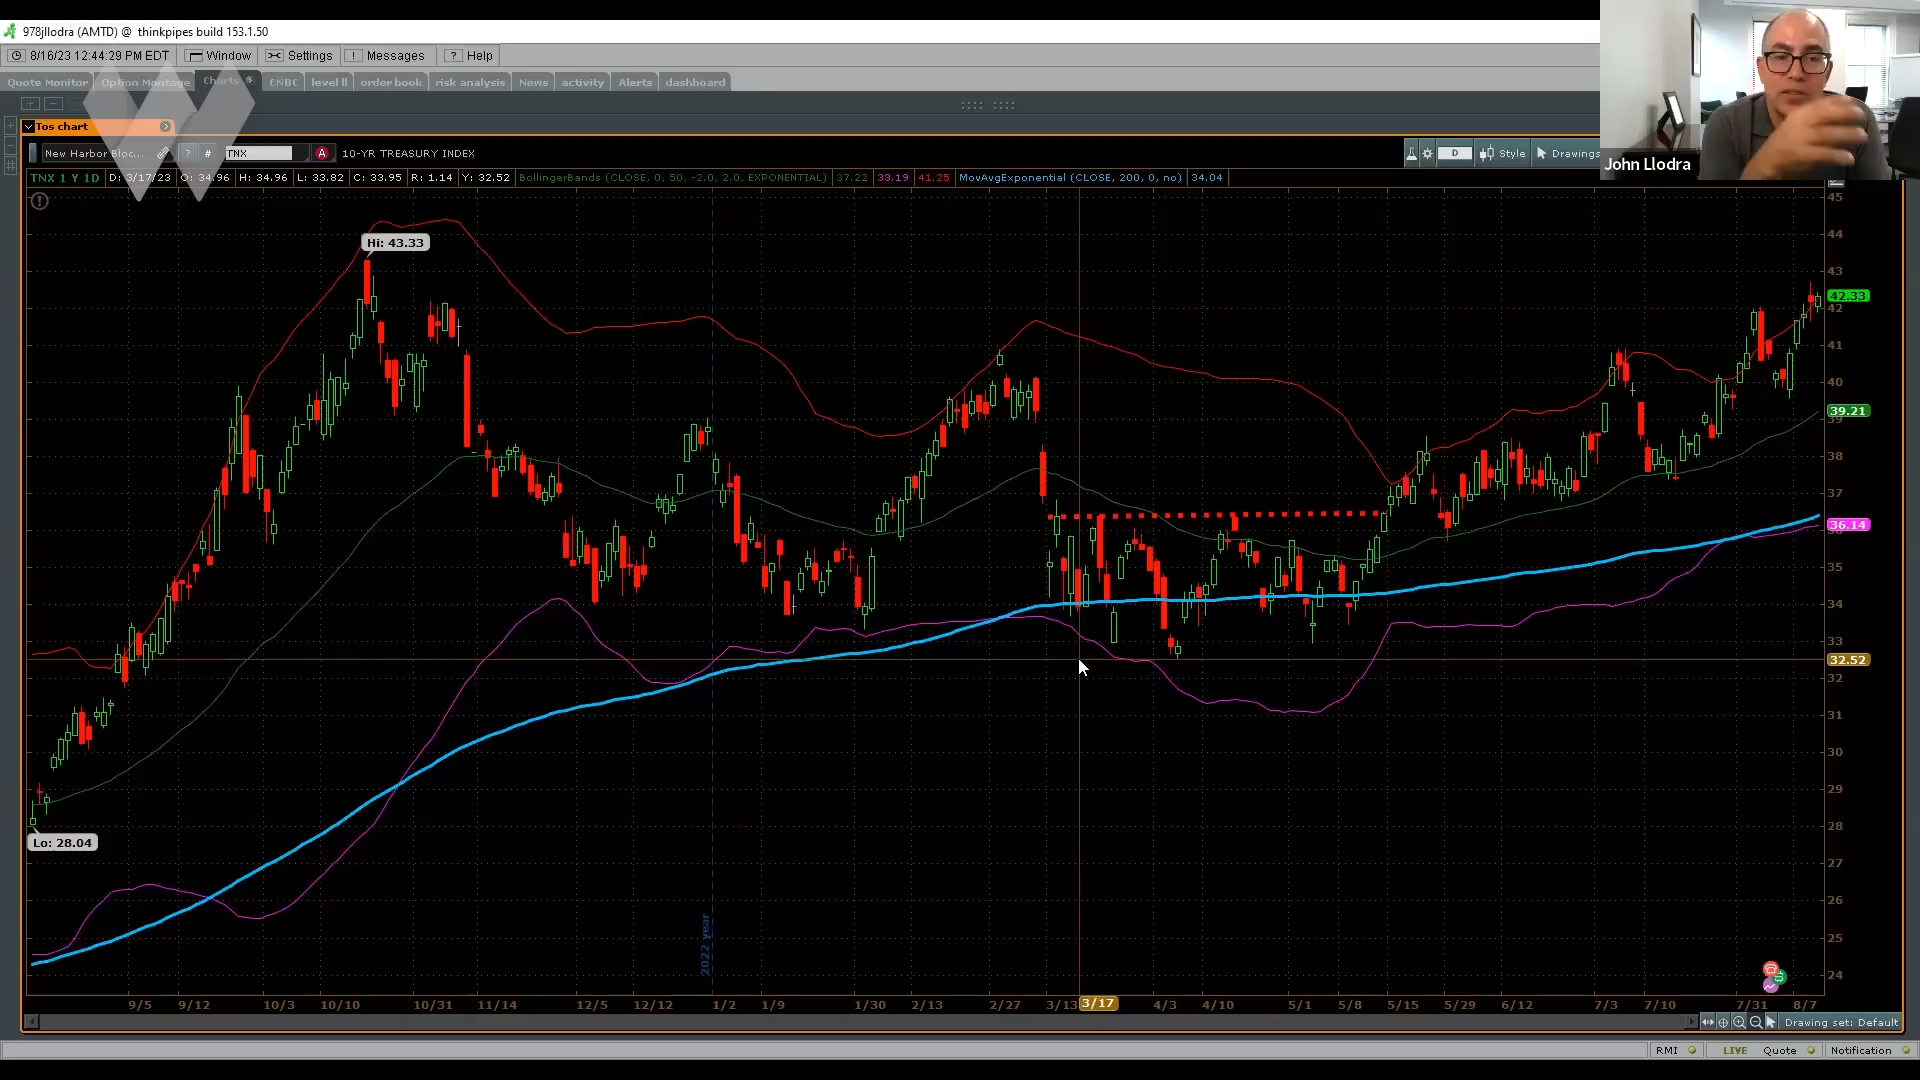 978jllodra (AMTD) @ thinkpipes build 153.1.50
8/16/23 12:44:29 PM EDT Window Settings ! Messages ? Help
Quote Monitor Option Montage Charts CNBC level II order book risk analysis News activity Alerts dashboard
Tos chart
New Harbor Bloc... ? # TNX A 10-YR TREASURY INDEX D Style Drawings
John Llodra
TNX 1 Y 1D D: 3/17/23 O: 34.96 H: 34.96 L: 33.82 C: 33.95 R: 1.14 Y: 32.52 BollingerBands (CLOSE, 0, 50, -2.0, 2.0, EXPONENTIAL) 37.22 33.19 41.25 MovAvgExponential (CLOSE, 200, 0, no) 34.04
45
44
Hi: 43.33
43
42.33
42
41
40
39.21
39
38
37
36.14
36
35
34
33
32.52
32
31
30
29
28
Lo: 28.04
27
26
25
24
2022 year
9/5 9/12 10/3 10/10 10/31 11/14 12/5 12/12 1/2 1/9 1/30 2/13 2/27 3/13 3/17 4/3 4/10 5/1 5/8 5/15 5/29 6/12 7/3 7/10 7/31 8/7
Drawing set: Default
RMI LIVE Quote Notification